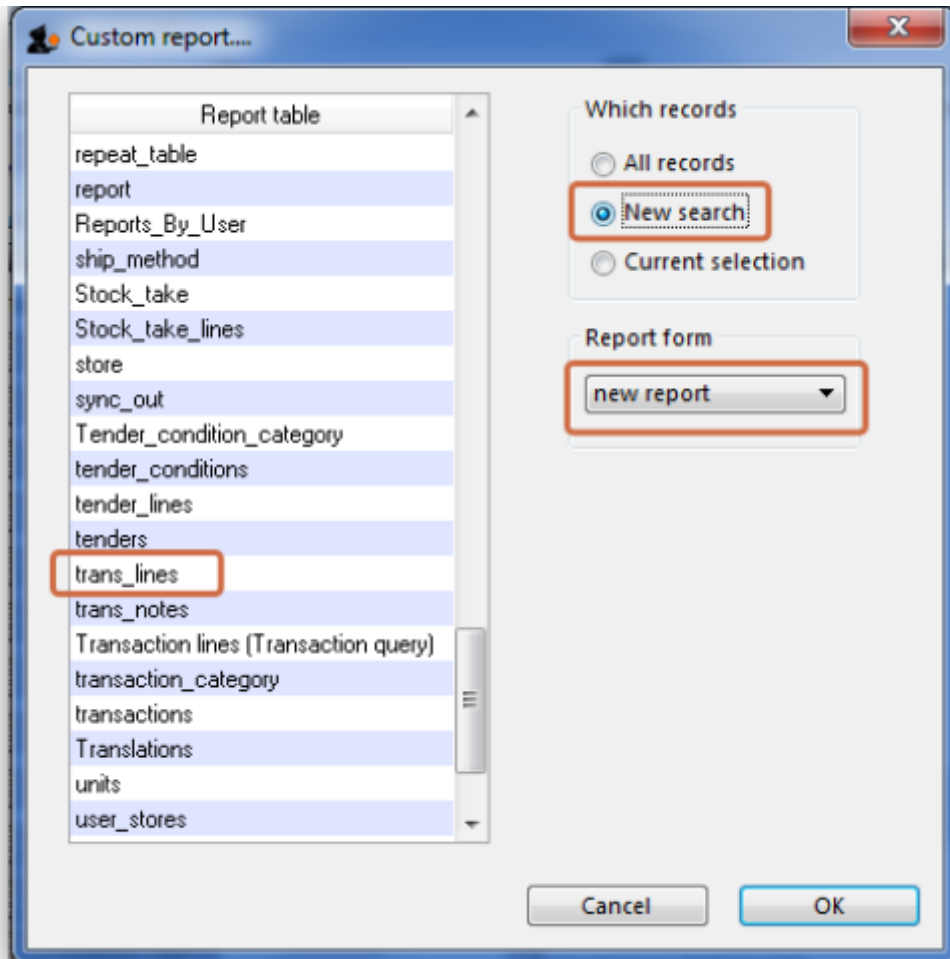 Custom report....
Report table
repeat_table
report
Reports_By_User
ship_method
Stock_take
Stock_take_lines
store
sync_out
Tender_condition_category
tender_conditions
tender_lines
tenders
trans_lines
trans_notes
Transaction lines (Transaction query)
transaction_category
transactions
Translations
units
user_stores
Which records
All records
New search
Current selection
Report form
new report
Cancel
OK